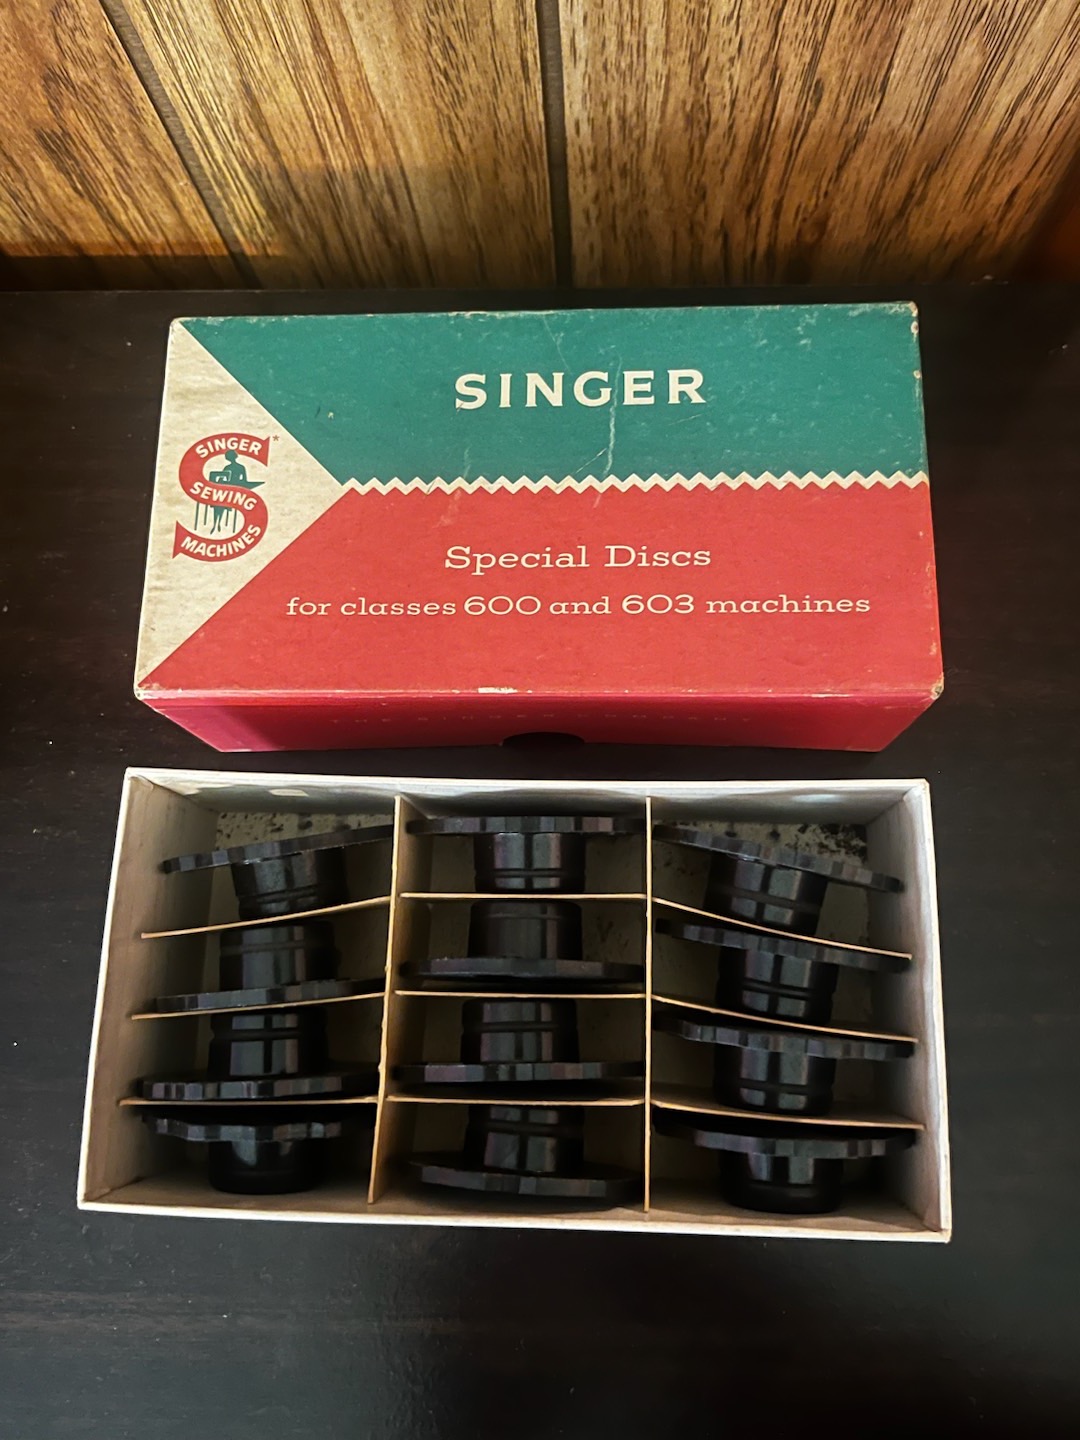 SINGER
SINGER*
SEWING
MACHINES
Special Discs
for classes 600 and 603 machines